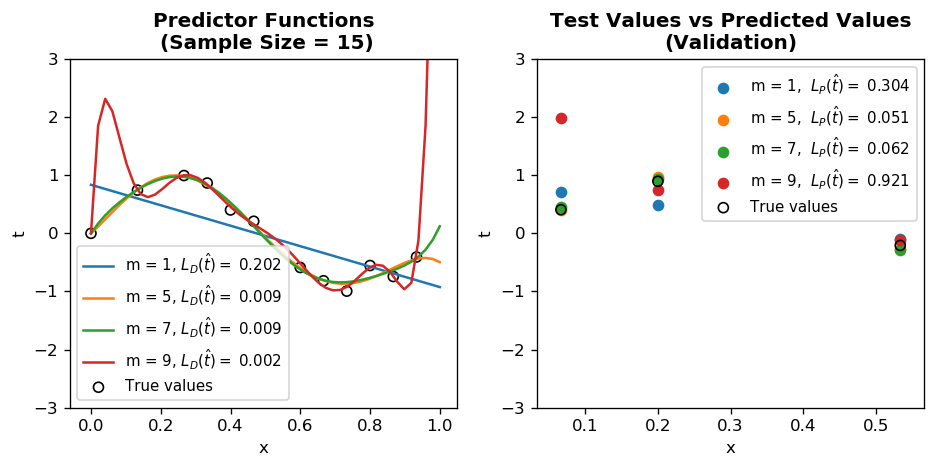 Predictor Functions
(Sample Size = 15)
3
2
1
0
−1
−2
−3
t
0.0 0.2 0.4 0.6 0.8 1.0
x
m = 1, L_D(t̂) = 0.202
m = 5, L_D(t̂) = 0.009
m = 7, L_D(t̂) = 0.009
m = 9, L_D(t̂) = 0.002
True values
Test Values vs Predicted Values
(Validation)
3
2
1
0
−1
−2
−3
t
0.1 0.2 0.3 0.4 0.5
x
m = 1, L_P(t̂) = 0.304
m = 5, L_P(t̂) = 0.051
m = 7, L_P(t̂) = 0.062
m = 9, L_P(t̂) = 0.921
True values